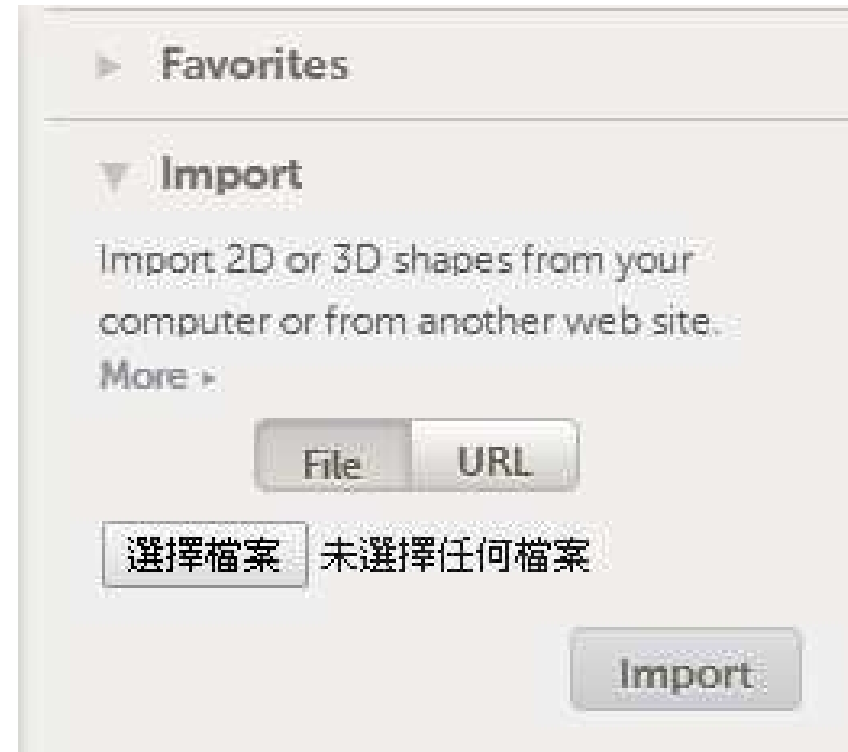 Favorites
Import
Import 2D or 3D shapes from your
computer or from another web site.
More ▸
File URL
選擇檔案 未選擇任何檔案
Import